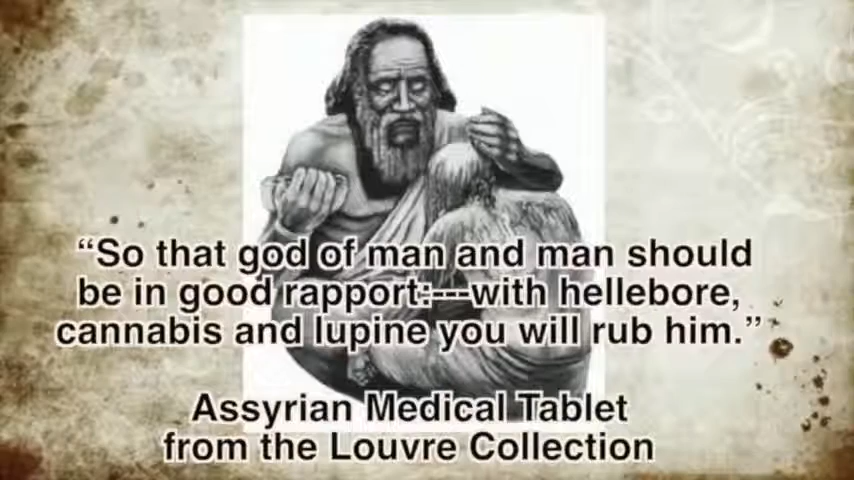 “So that god of man and man should
be in good rapport:---with hellebore,
cannabis and lupine you will rub him.”
Assyrian Medical Tablet
from the Louvre Collection